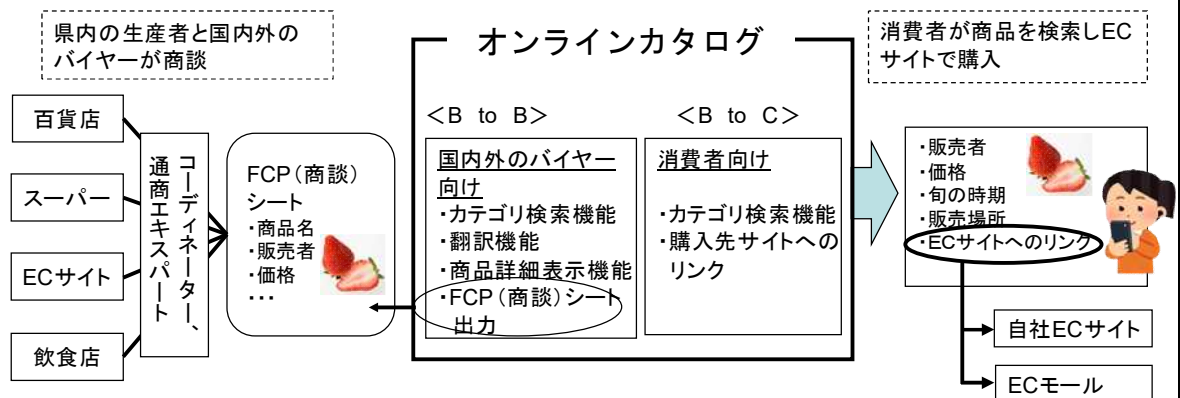 県内の生産者と国内外の
バイヤーが商談
百貨店
スーパー
ECサイト
飲食店
コーディネーター、
通商エキスパート
FCP（商談）
シート
・商品名
・販売者
・価格
・・・
オンラインカタログ
＜B to B＞
国内外のバイヤー
向け
・カテゴリ検索機能
・翻訳機能
・商品詳細表示機能
・FCP（商談）シート
出力
＜B to C＞
消費者向け
・カテゴリ検索機能
・購入先サイトへの
リンク
消費者が商品を検索しEC
サイトで購入
・販売者
・価格
・旬の時期
・販売場所
・ECサイトへのリンク
自社ECサイト
ECモール